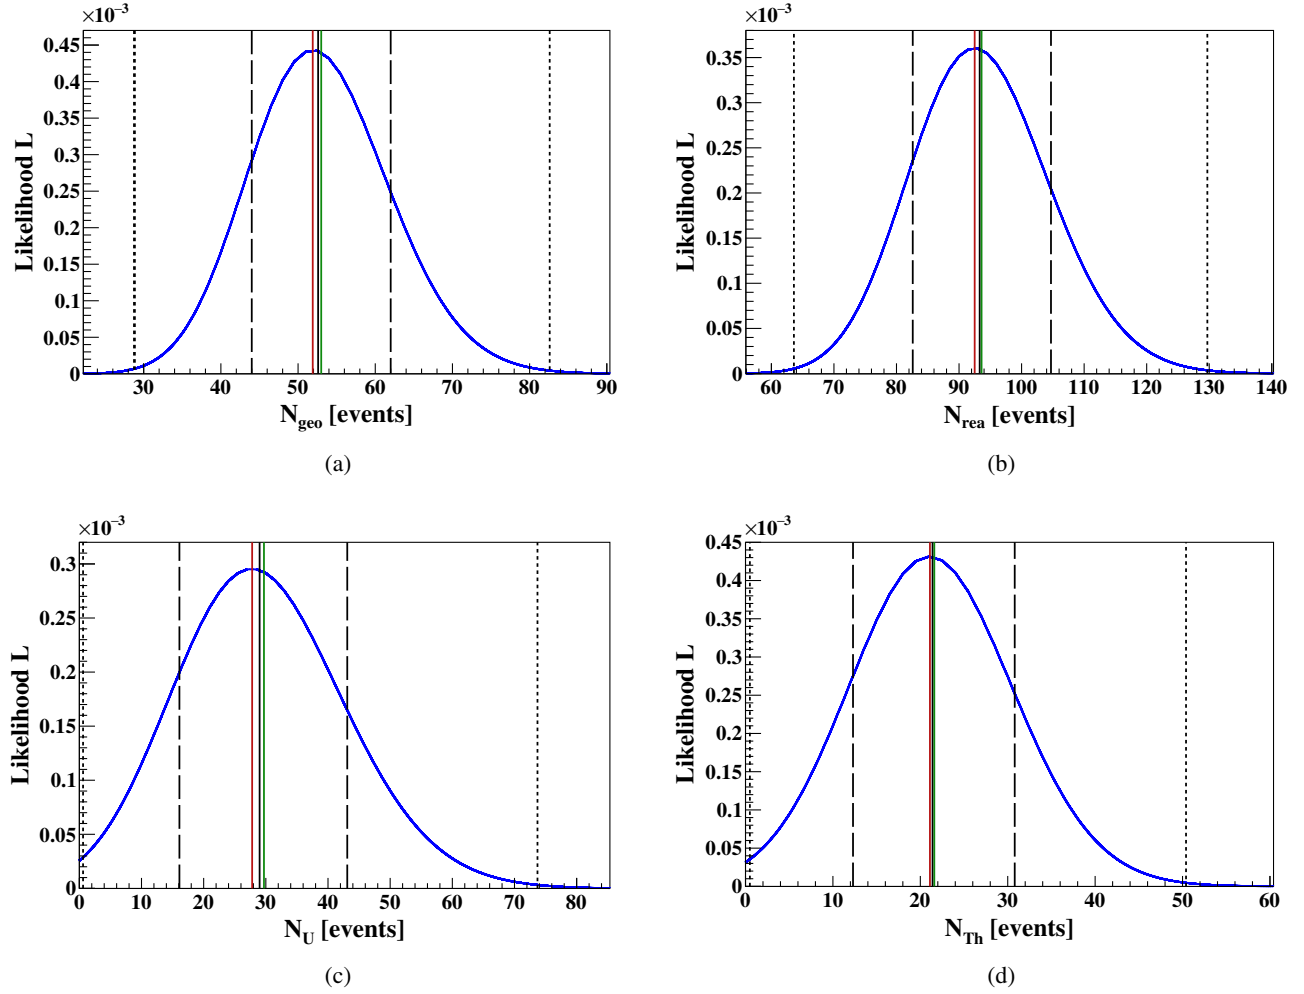 ×10⁻³
0.45
0.4
0.35
0.3
0.25
0.2
0.15
0.1
0.05
0
Likelihood L
30 40 50 60 70 80 90
N_geo [events]
(a)
×10⁻³
0.35
0.3
0.25
0.2
0.15
0.1
0.05
0
Likelihood L
60 70 80 90 100 110 120 130 140
N_rea [events]
(b)
×10⁻³
0.3
0.25
0.2
0.15
0.1
0.05
0
Likelihood L
0 10 20 30 40 50 60 70 80
N_U [events]
(c)
×10⁻³
0.45
0.4
0.35
0.3
0.25
0.2
0.15
0.1
0.05
0
Likelihood L
0 10 20 30 40 50 60
N_Th [events]
(d)